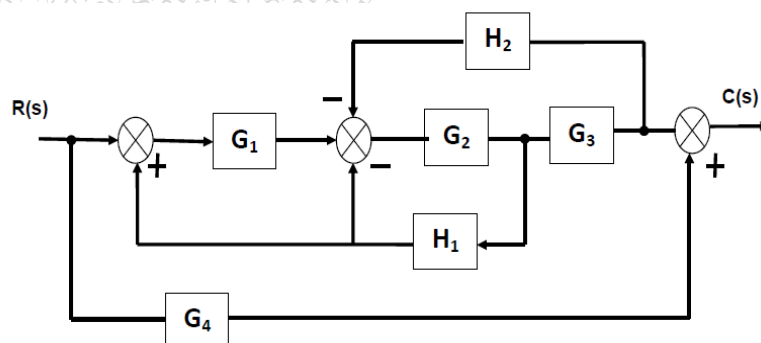 H₂
R(s)
−
C(s)
G₁
G₂
G₃
+
−
+
H₁
G₄